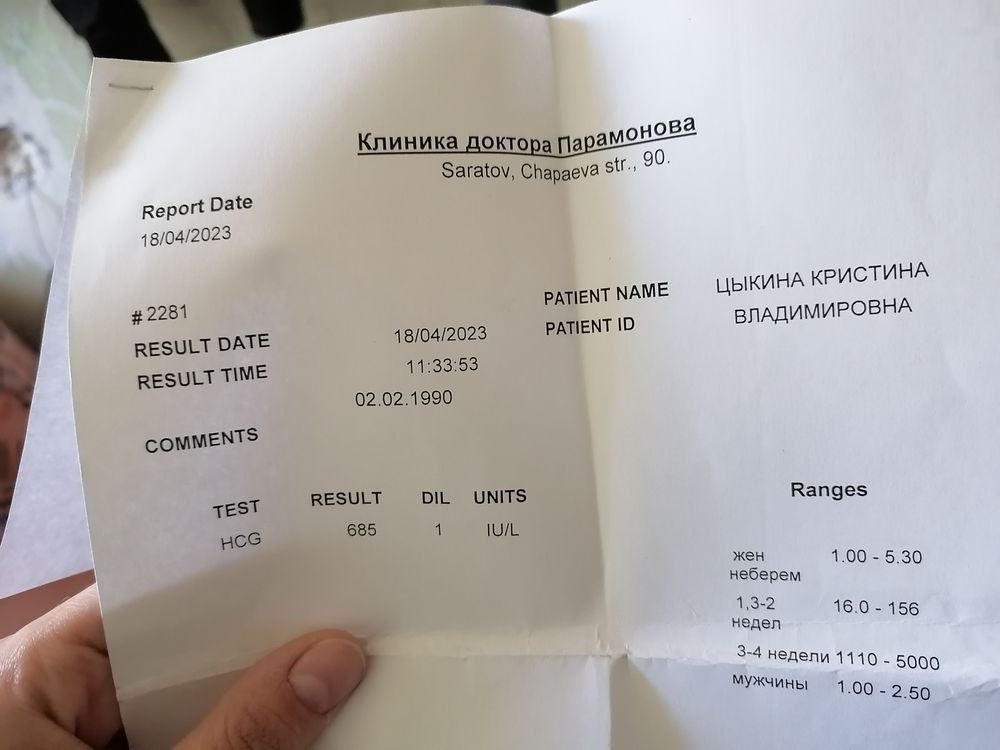 Клиника доктора Парамонова
Saratov, Chapaeva str., 90.
Report Date
18/04/2023
#2281
RESULT DATE 18/04/2023
RESULT TIME 11:33:53
02.02.1990
PATIENT NAME ЦЫКИНА КРИСТИНА
PATIENT ID ВЛАДИМИРОВНА
COMMENTS
TEST RESULT DIL UNITS
HCG 685 1 IU/L
Ranges
жен 1.00 - 5.30
неберем
1,3-2 16.0 - 156
недел
3-4 недели 1110 - 5000
мужчины 1.00 - 2.50